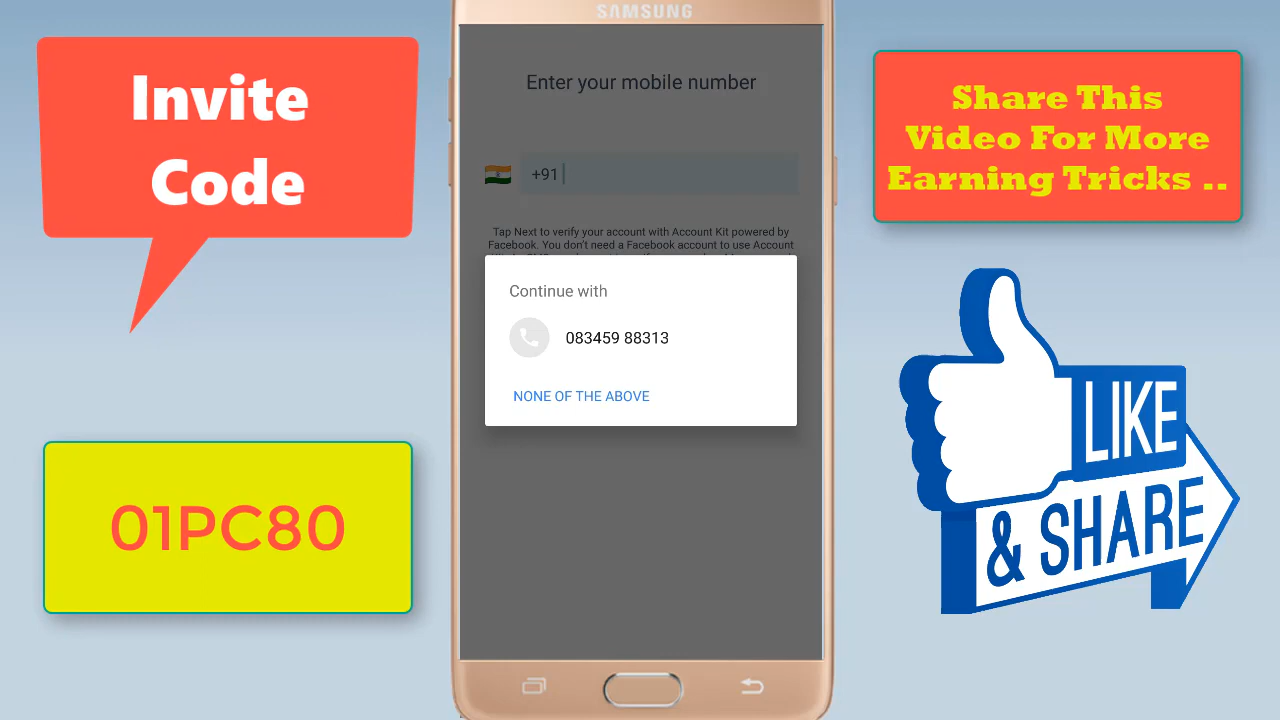 Invite
Code
01PC80
SAMSUNG
Enter your mobile number
+91
Tap Next to verify your account with Account Kit powered by
Facebook. You don't need a Facebook account to use Account
Continue with
083459 88313
NONE OF THE ABOVE
Share This
Video For More
Earning Tricks ..
LIKE
& SHARE